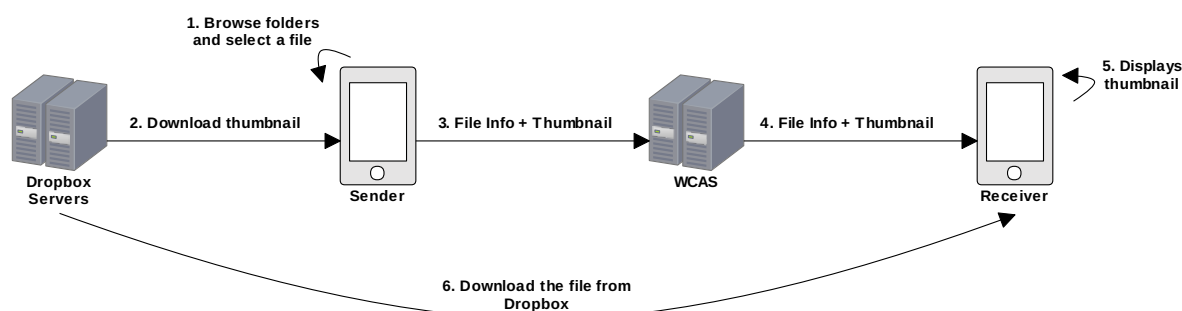 1. Browse folders
and select a file
5. Displays
thumbnail
2. Download thumbnail
3. File Info + Thumbnail
4. File Info + Thumbnail
Dropbox
Servers
Sender
WCAS
Receiver
6. Download the file from
Dropbox